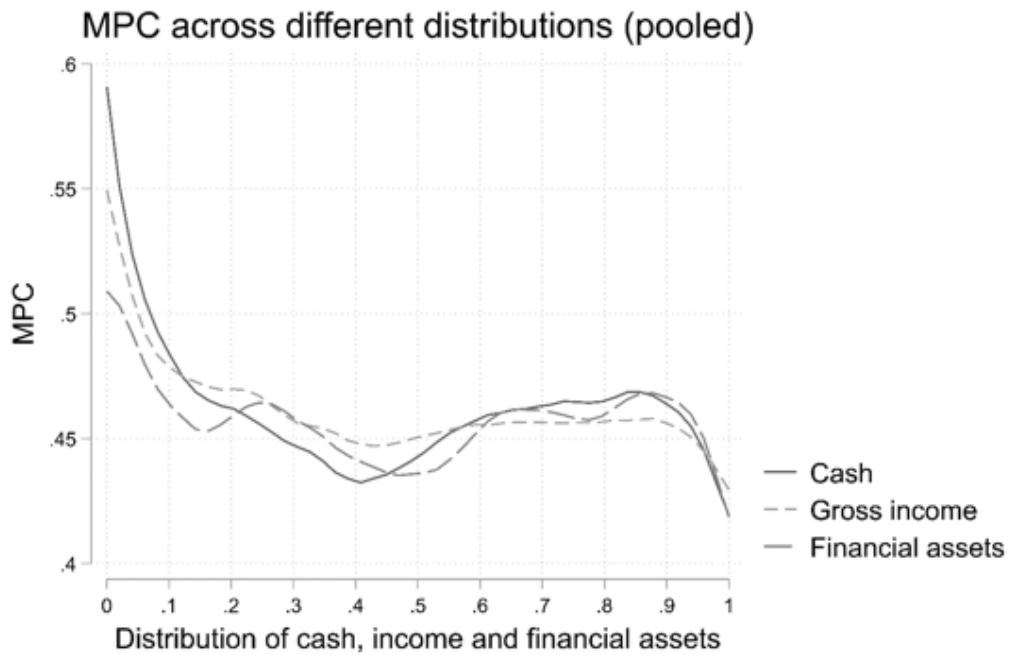 MPC across different distributions (pooled)
.6
.55
.5
.45
.4
MPC
0 .1 .2 .3 .4 .5 .6 .7 .8 .9 1
Distribution of cash, income and financial assets
Cash
Gross income
Financial assets